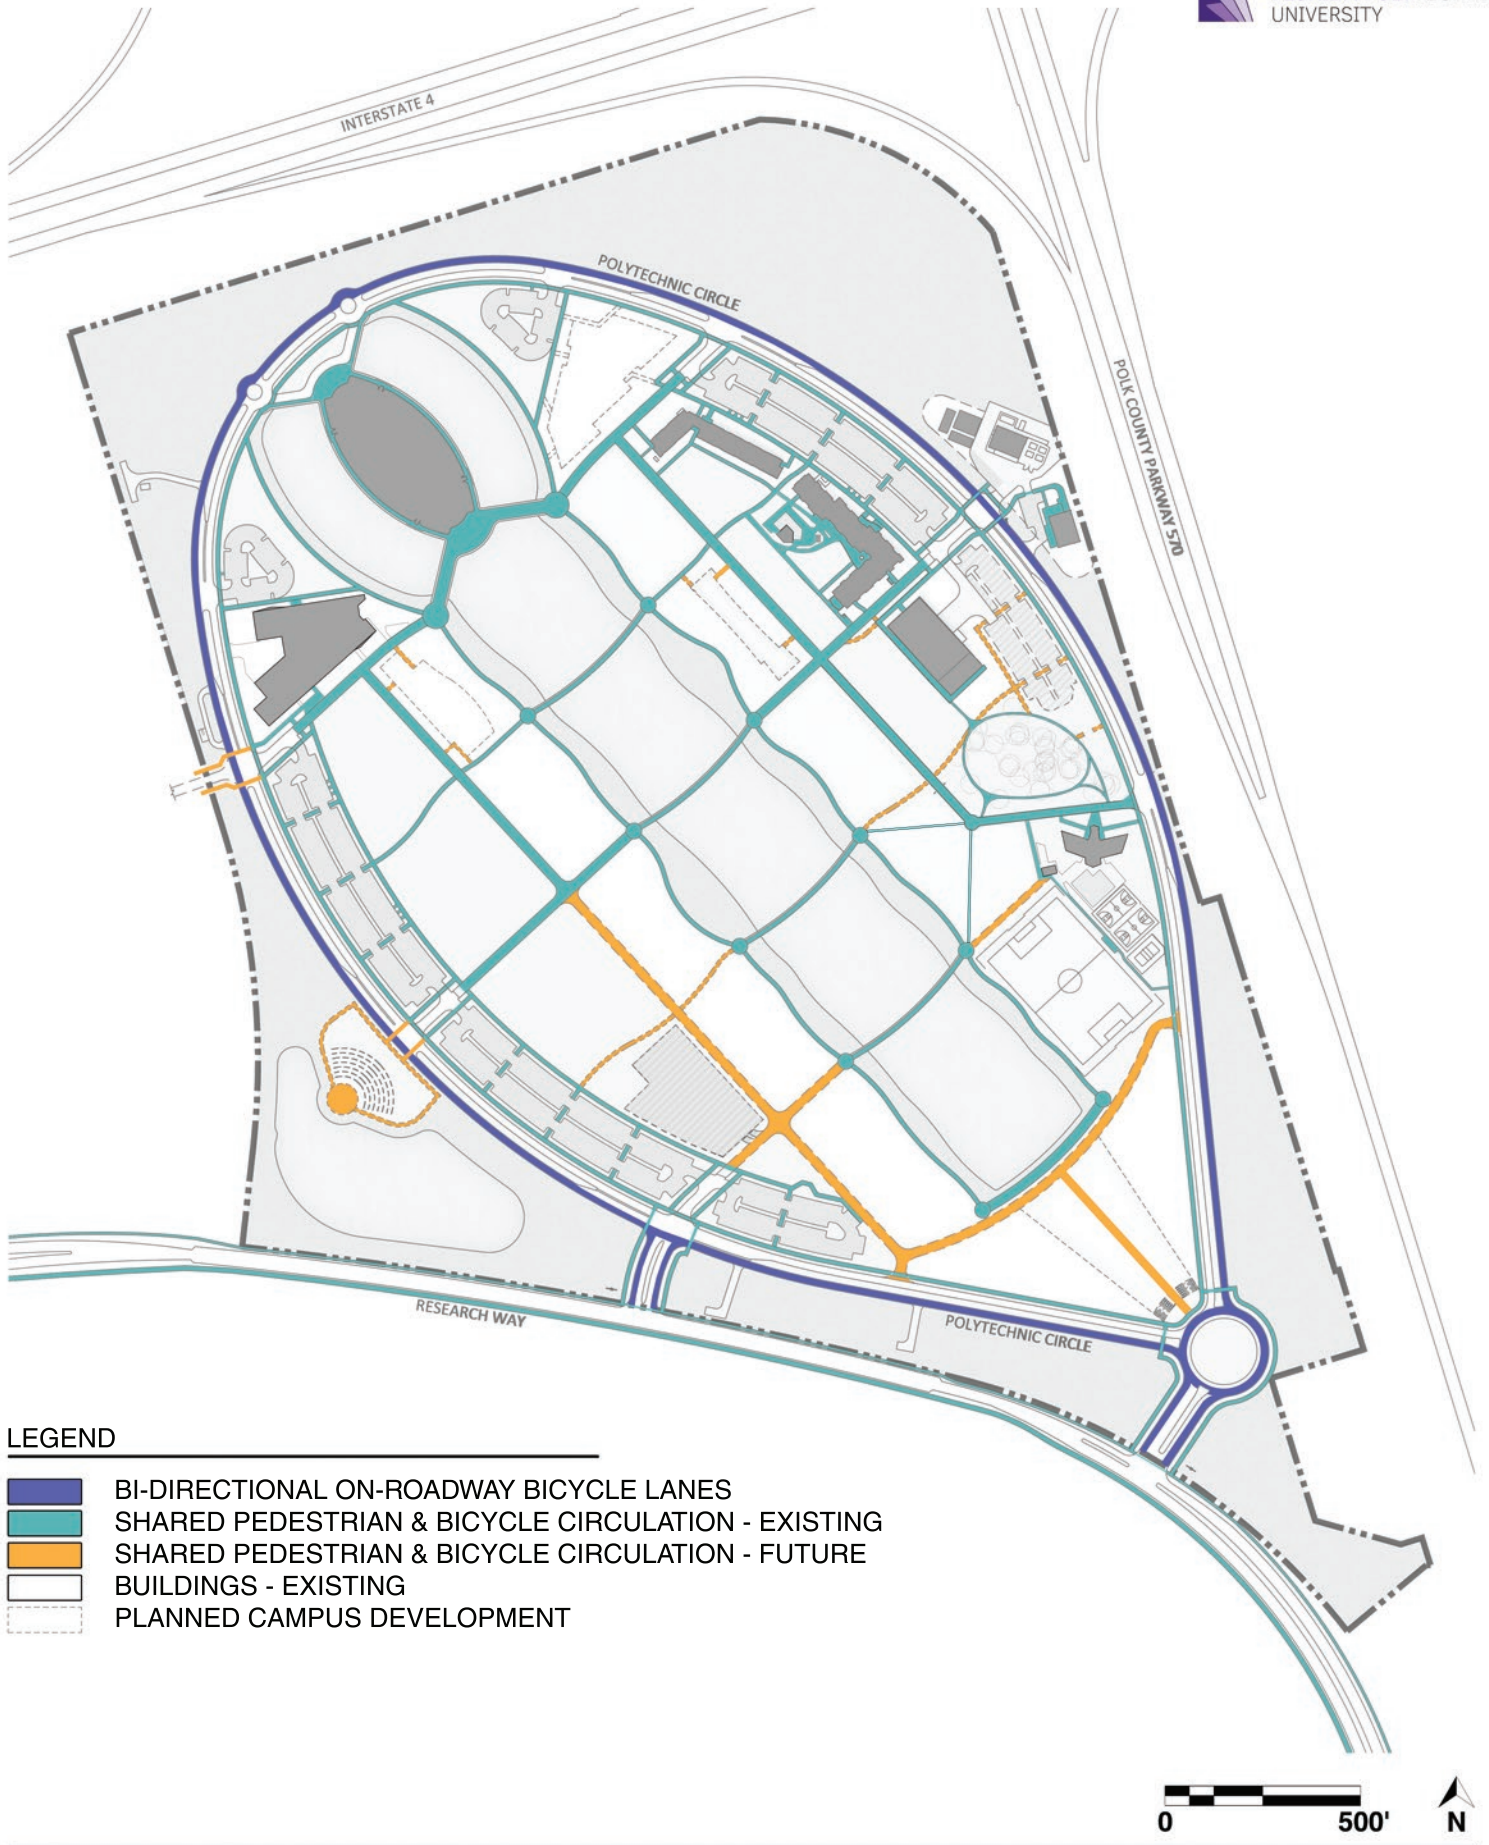 UNIVERSITY
INTERSTATE 4
POLYTECHNIC CIRCLE
POLK COUNTY PARKWAY 570
RESEARCH WAY
POLYTECHNIC CIRCLE
LEGEND
BI-DIRECTIONAL ON-ROADWAY BICYCLE LANES
SHARED PEDESTRIAN & BICYCLE CIRCULATION - EXISTING
SHARED PEDESTRIAN & BICYCLE CIRCULATION - FUTURE
BUILDINGS - EXISTING
PLANNED CAMPUS DEVELOPMENT
0 500' N